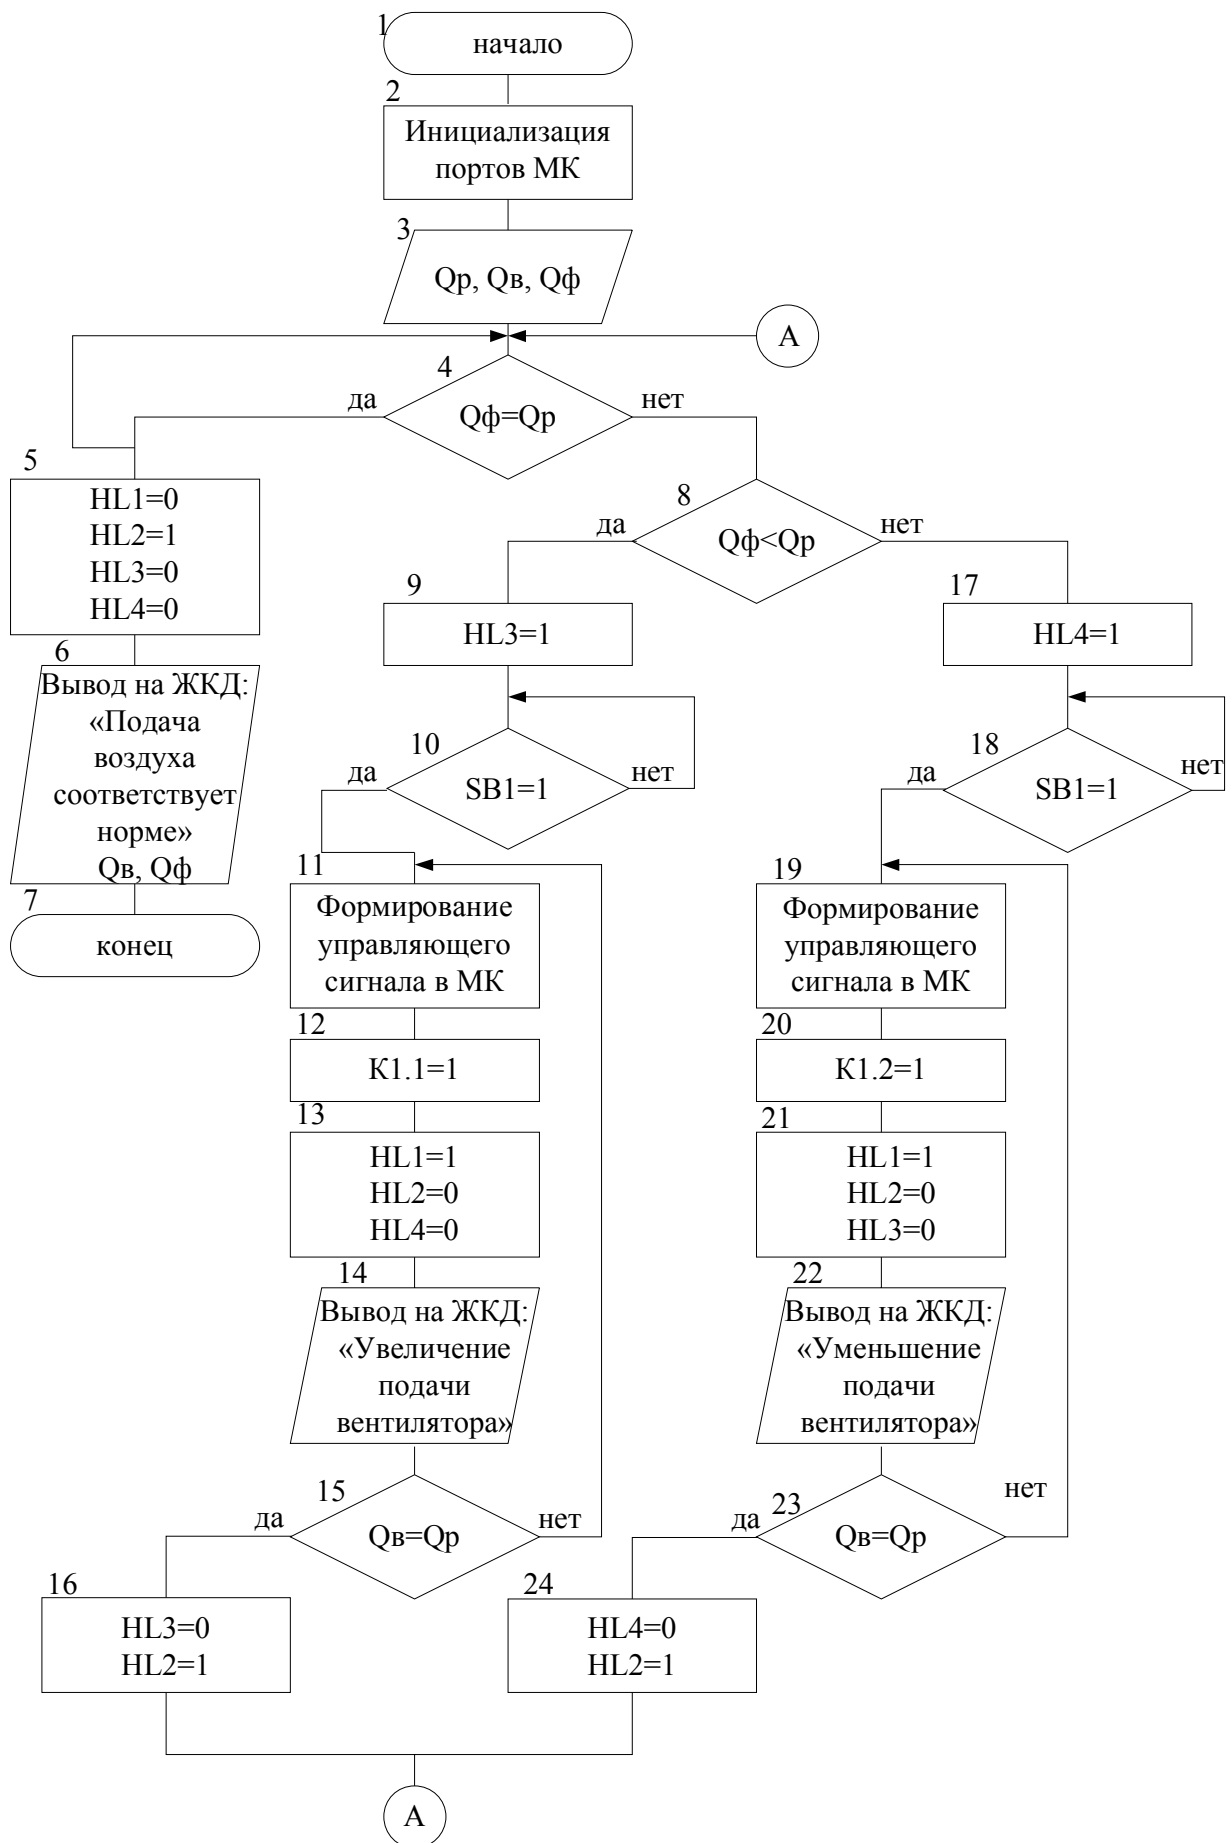 1
начало
2
Инициализация
портов МК
3
Qр, Qв, Qф
А
4
да
Qф=Qр
нет
5
HL1=0
HL2=1
HL3=0
HL4=0
6
Вывод на ЖКД:
«Подача
воздуха
соответствует
норме»
Qв, Qф
7
конец
8
да
Qф<Qр
нет
9
HL3=1
10
да
SB1=1
нет
11
Формирование
управляющего
сигнала в МК
12
К1.1=1
13
HL1=1
HL2=0
HL4=0
14
Вывод на ЖКД:
«Увеличение
подачи
вентилятора»
15
да
Qв=Qр
нет
16
HL3=0
HL2=1
17
HL4=1
18
да
SB1=1
нет
19
Формирование
управляющего
сигнала в МК
20
К1.2=1
21
HL1=1
HL2=0
HL3=0
22
Вывод на ЖКД:
«Уменьшение
подачи
вентилятора»
23
да
Qв=Qр
нет
24
HL4=0
HL2=1
А